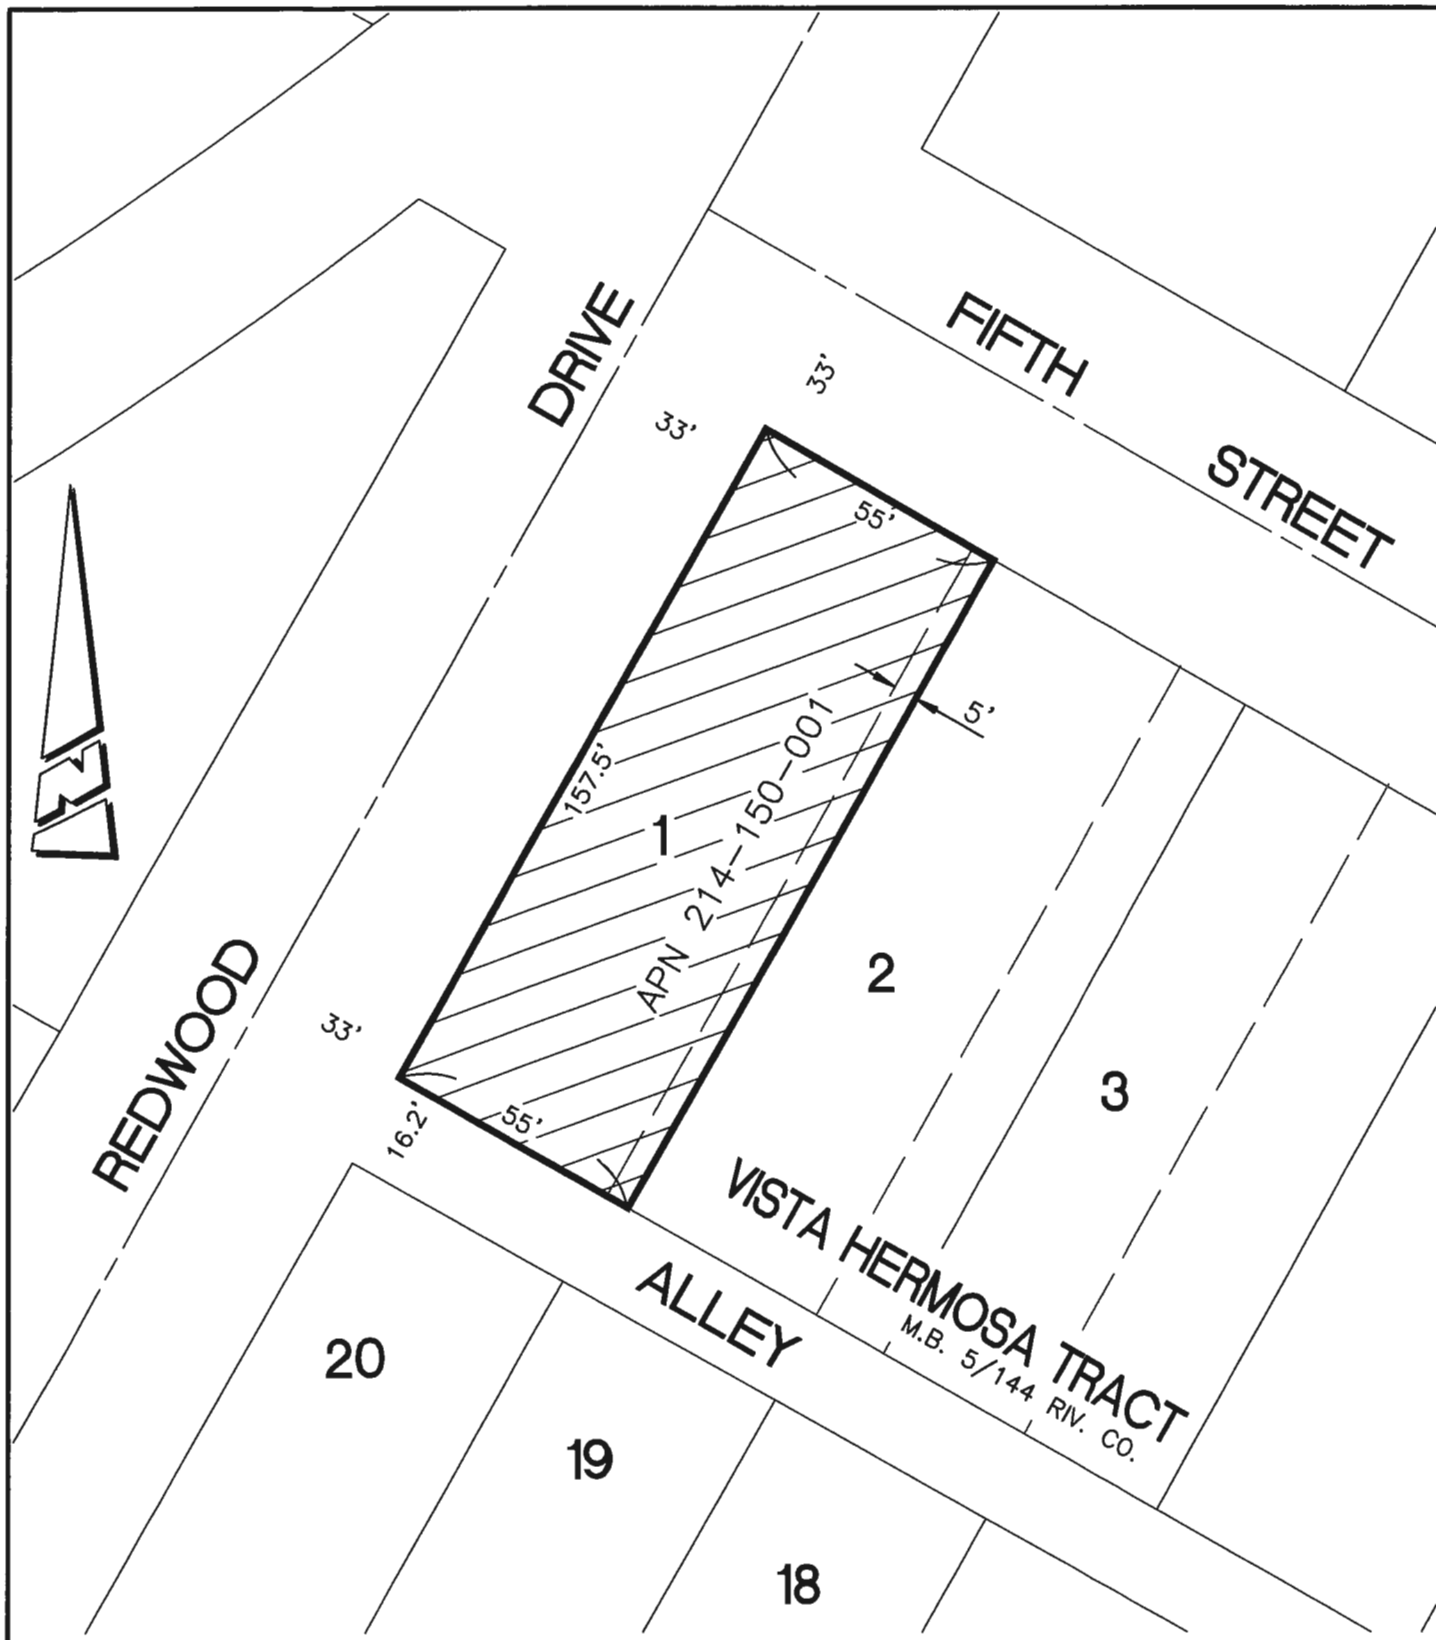 FIFTH
STREET
DRIVE
33'
33'
55'
5'
157.5'
1
APN 214-150-001
2
3
REDWOOD
33'
16.2'
55'
VISTA HERMOSA TRACT
M.B. 5/144 RIV. CO.
ALLEY
20
19
18
N